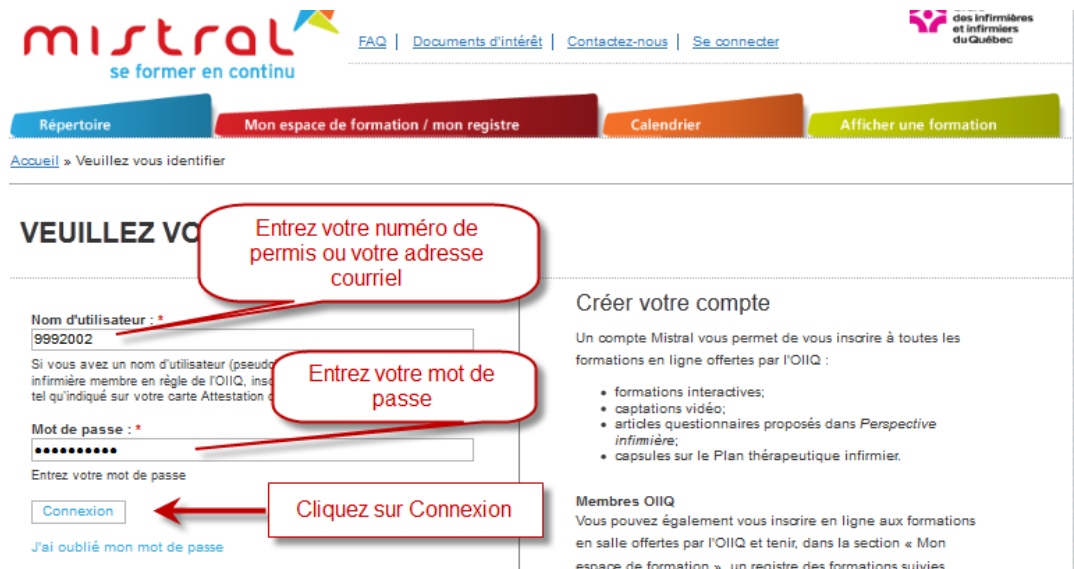 mistral
se former en continu
FAQ | Documents d'intérêt | Contactez-nous | Se connecter
des infirmières
et infirmiers
du Québec
Répertoire
Mon espace de formation / mon registre
Calendrier
Afficher une formation
Accueil » Veuillez vous identifier
VEUILLEZ VO
Entrez votre numéro de
permis ou votre adresse
courriel
Nom d'utilisateur : *
9992002
Si vous avez un nom d'utilisateur (pseudo
infirmière membre en règle de l'OIIQ, insc
tel qu'indiqué sur votre carte Attestation
Entrez votre mot de
passe
Mot de passe : *
●●●●●●●●●●
Entrez votre mot de passe
Connexion
Cliquez sur Connexion
J'ai oublié mon mot de passe
Créer votre compte
Un compte Mistral vous permet de vous inscrire à toutes les
formations en ligne offertes par l'OIIQ :
• formations interactives;
• captations vidéo;
• articles questionnaires proposés dans Perspective
infirmière;
• capsules sur le Plan thérapeutique infirmier.
Membres OIIQ
Vous pouvez également vous inscrire en ligne aux formations
en salle offertes par l'OIIQ et tenir, dans la section « Mon
espace de formation », un registre des formations suivies